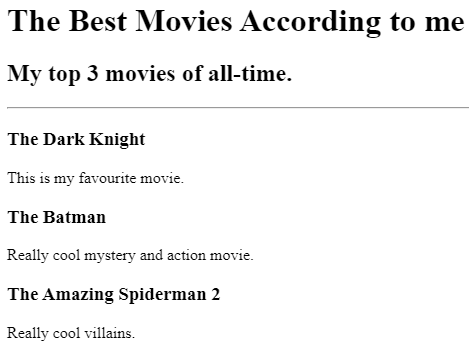 The Best Movies According to me
My top 3 movies of all-time.
The Dark Knight
This is my favourite movie.
The Batman
Really cool mystery and action movie.
The Amazing Spiderman 2
Really cool villains.